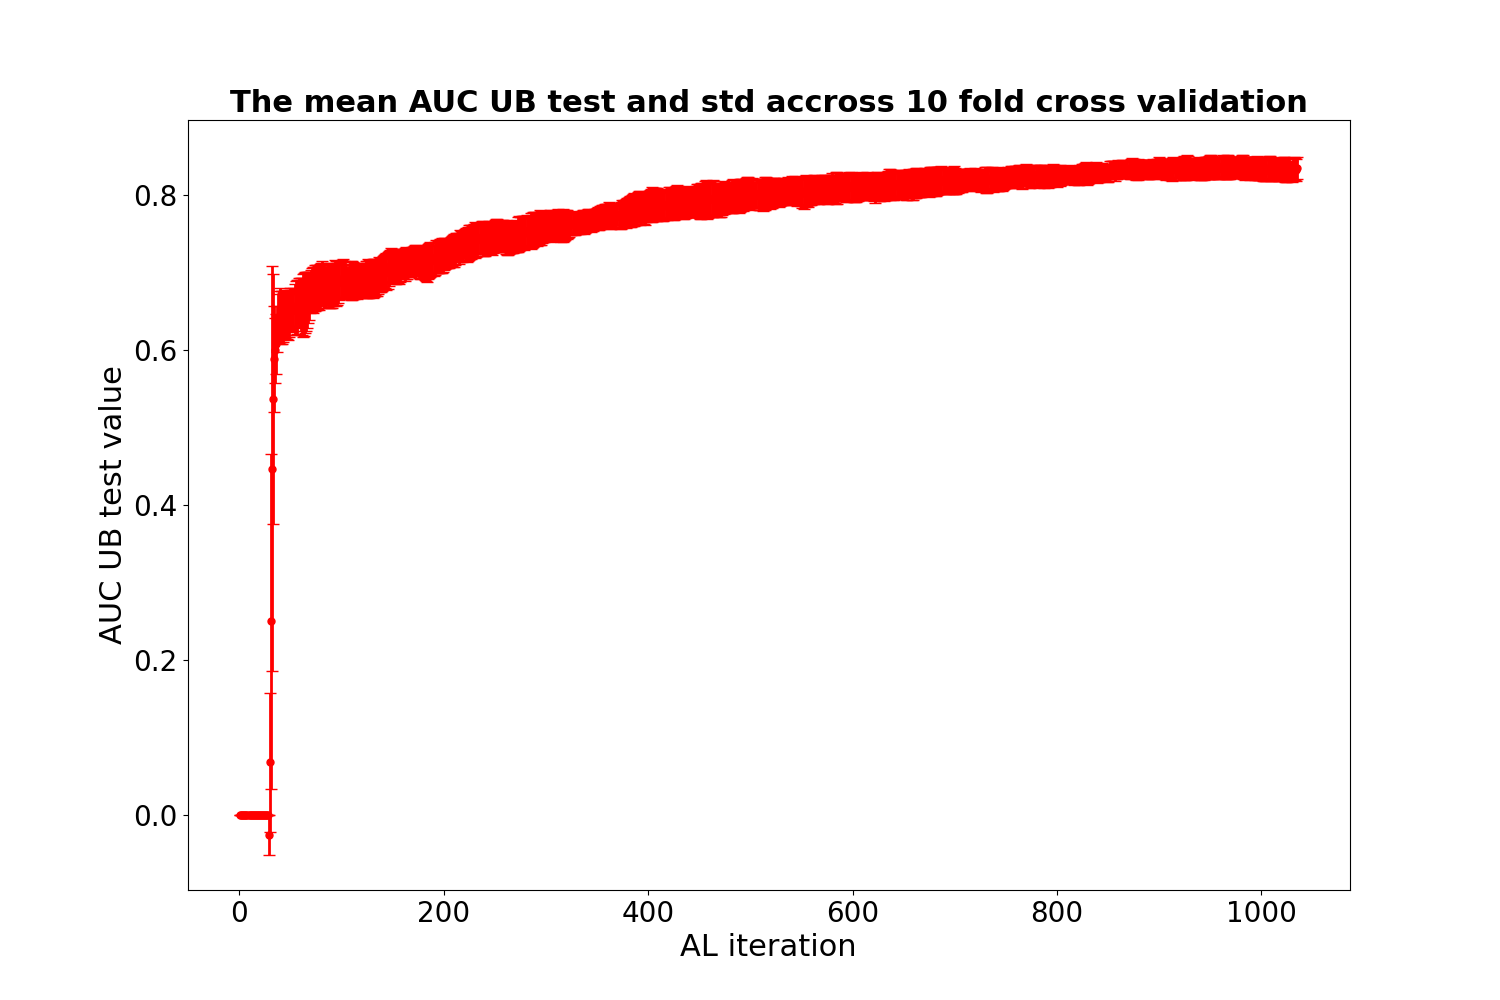 The mean AUC UB test and std accross 10 fold cross validation
AUC UB test value
0.8
0.6
0.4
0.2
0.0
0 200 400 600 800 1000
AL iteration